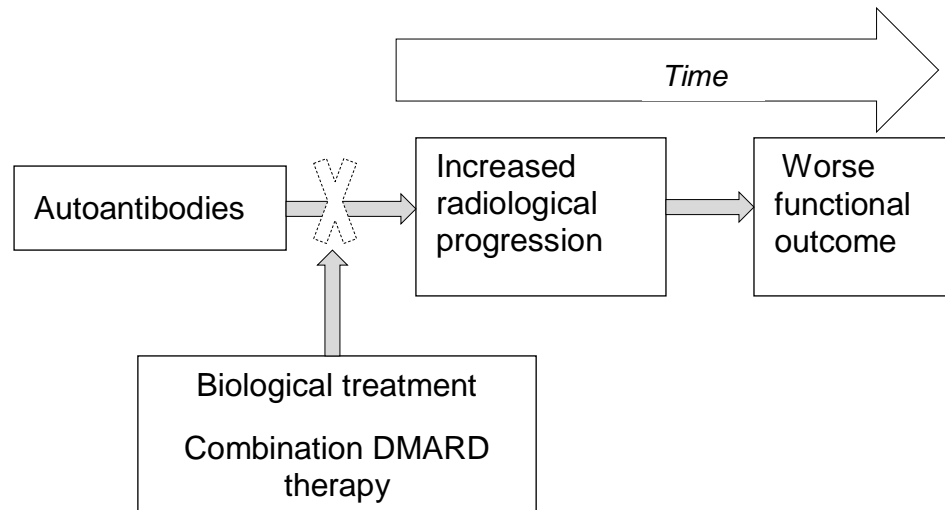 Time
Autoantibodies
Increased
radiological
progression
Worse
functional
outcome
Biological treatment
Combination DMARD
therapy